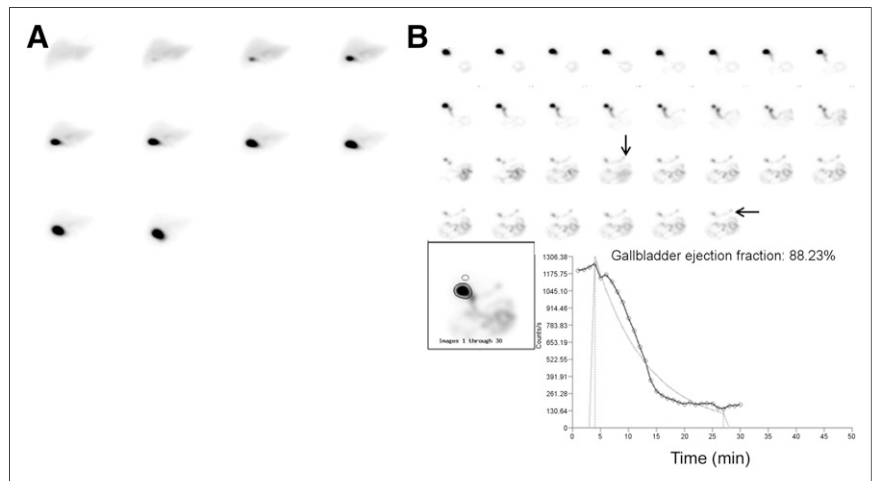 A
B
Gallbladder ejection fraction: 88.23%
1306.38
1175.75
1045.10
914.46
783.83
653.19
522.55
391.91
261.28
130.64
0
Counts/s
Images 1 through 30
0 5 10 15 20 25 30 35 40 45 50
Time (min)